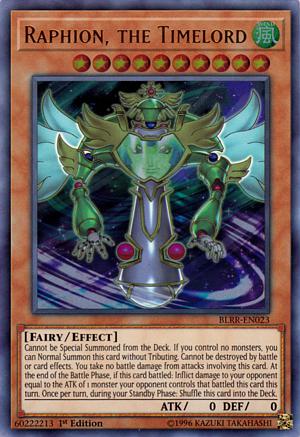 RAPHION, THE TIMELORD
WIND
風
BLRR-EN023
[FAIRY/EFFECT]
Cannot be Special Summoned from the Deck. If you control no monsters, you
can Normal Summon this card without Tributing. Cannot be destroyed by battle
or card effects. You take no battle damage from attacks involving this card. At
the end of the Battle Phase, if this card battled: Inflict damage to your opponent
equal to the ATK of 1 monster your opponent controls that battled this card this
turn. Once per turn, during your Standby Phase: Shuffle this card into the Deck.
ATK/ 0 DEF/ 0
60222213 1st Edition
©1996 KAZUKI TAKAHASHI